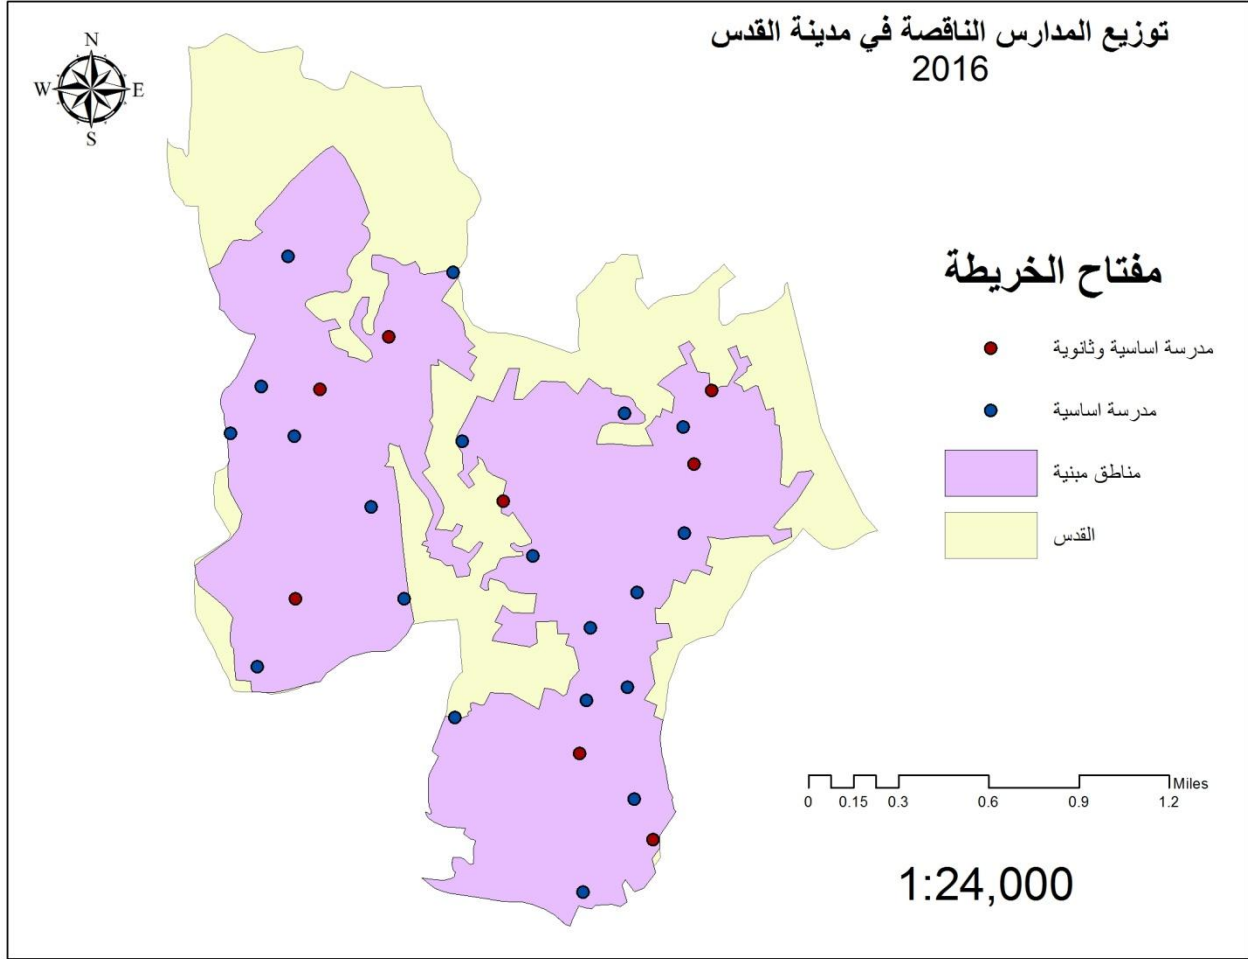 توزيع المدارس الناقصة في مدينة القدس
2016
N
W E
S
مفتاح الخريطة
مدرسة اساسية وثانوية
مدرسة اساسية
مناطق مبنية
القدس
Miles
0 0.15 0.3 0.6 0.9 1.2
1:24,000